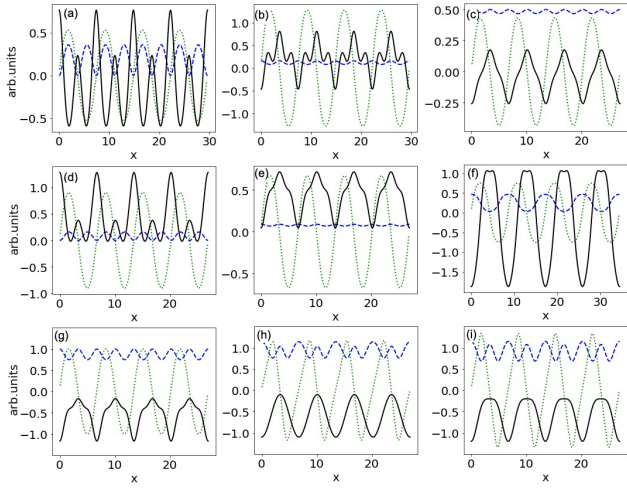 (a) (b) (c)
0.5 1.0 0.50
0.5 0.25
0.0 0.0 0.00
−0.5 −0.5 −0.25
−1.0
arb.units
0 10 20 30 0 10 20 30 0 10 20
x x x
(d) (e) (f)
1.0 0.5 1.0
0.5 0.5
0.0 0.0 0.0
−0.5 −0.5 −0.5
−1.0 −1.0
−1.5
arb.units
0 10 20 0 10 20 0 10 20 30
x x x
(g) (h) (i)
1.0 1.0 1.0
0.5 0.5 0.5
0.0 0.0 0.0
−0.5 −0.5 −0.5
−1.0 −1.0 −1.0
arb.units
0 10 20 0 10 20 0 10 20
x x x